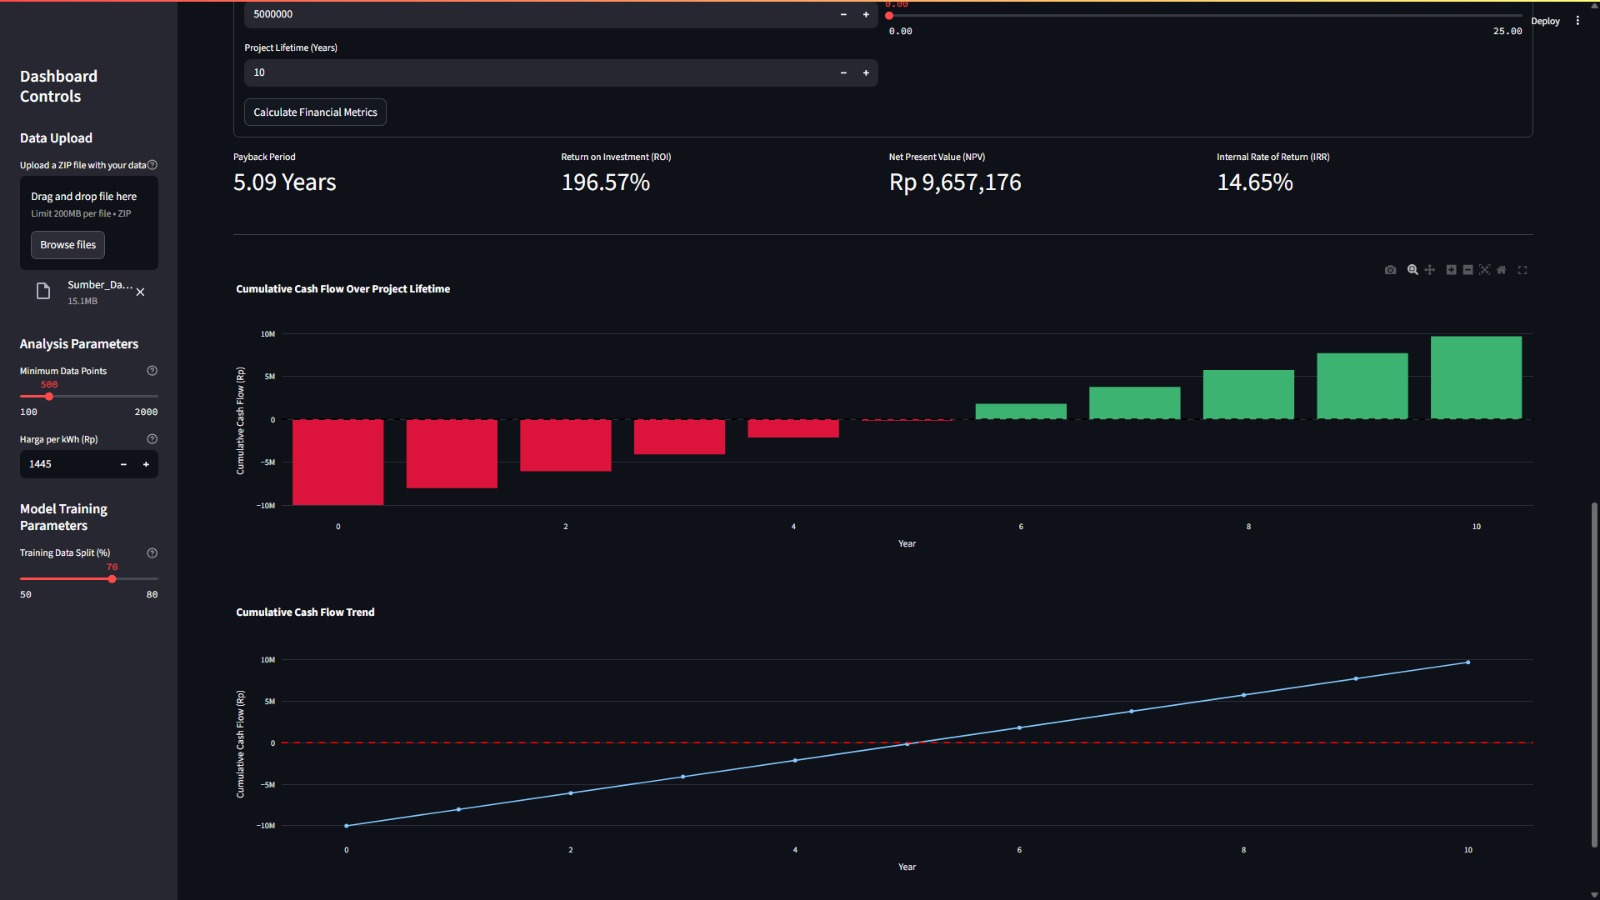 Dashboard
Controls
Data Upload
Upload a ZIP file with your data
Drag and drop file here
Limit 200MB per file • ZIP
Browse files
Sumber_Da...
15.1MB
Analysis Parameters
Minimum Data Points
500
100 2000
Harga per kWh (Rp)
1445
Model Training
Parameters
Training Data Split (%)
70
50 80
5000000
0.00
0.00 25.00
Deploy
Project Lifetime (Years)
10
Calculate Financial Metrics
Payback Period
5.09 Years
Return on Investment (ROI)
196.57%
Net Present Value (NPV)
Rp 9,657,176
Internal Rate of Return (IRR)
14.65%
Cumulative Cash Flow Over Project Lifetime
Cumulative Cash Flow (Rp)
10M
5M
0
−5M
−10M
0 2 4 6 8 10
Year
Cumulative Cash Flow Trend
Cumulative Cash Flow (Rp)
10M
5M
0
−5M
−10M
0 2 4 6 8 10
Year